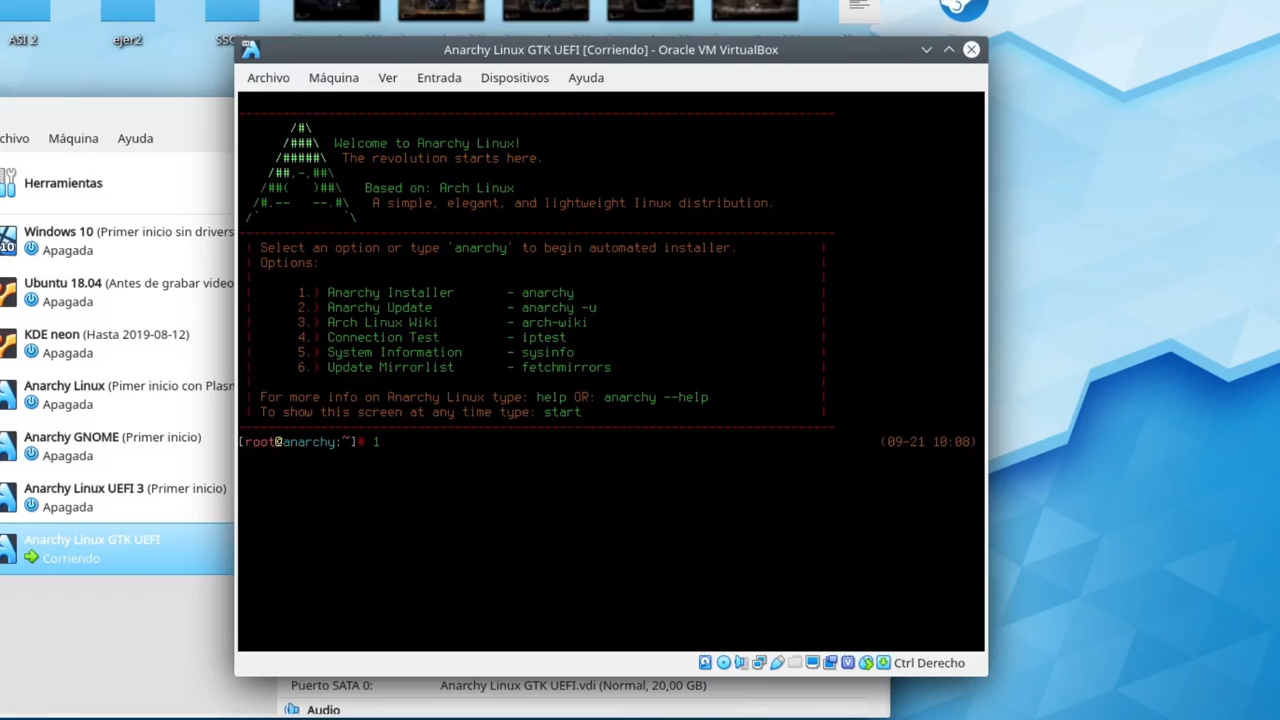 ASI 2
ejer2
Anarchy Linux GTK UEFI [Corriendo] - Oracle VM VirtualBox
Archivo Máquina Ver Entrada Dispositivos Ayuda
Máquina Ayuda
Herramientas
Windows 10 (Primer inicio sin drivers
Apagada
Ubuntu 18.04 (Antes de grabar video
Apagada
KDE neon (Hasta 2019-08-12)
Apagada
Anarchy Linux (Pimer inicio con Plasm
Apagada
Anarchy GNOME (Primer inicio)
Apagada
Anarchy Linux UEFI 3 (Primer inicio)
Apagada
Anarchy Linux GTK UEFI
Corriendo
Welcome to Anarchy Linux!
The revolution starts here.
Based on: Arch Linux
A simple, elegant, and lightweight linux distribution.
Select an option or type 'anarchy' to begin automated installer.
Options:
1.) Anarchy Installer - anarchy
2.) Anarchy Update - anarchy -u
3.) Arch Linux Wiki - arch-wiki
4.) Connection Test - iptest
5.) System Information - sysinfo
6.) Update Mirrorlist - fetchmirrors
For more info on Anarchy Linux type: help OR: anarchy --help
To show this screen at any time type: start
[root@anarchy:~]# 1 (09-21 10:08)
Ctrl Derecho
Puerto SATA 0: Anarchy Linux GTK UEFI.vdi (Normal, 20,00 GB)
Audio